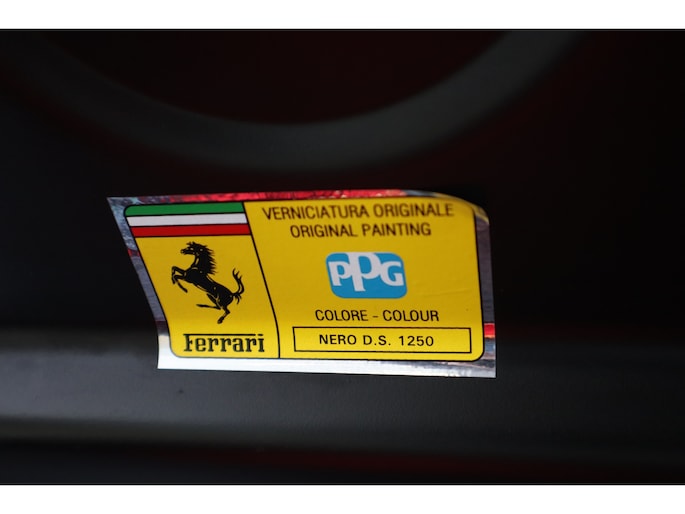 VERNICIATURA ORIGINALE
ORIGINAL PAINTING
PPG
COLORE - COLOUR
NERO D.S. 1250
Ferrari